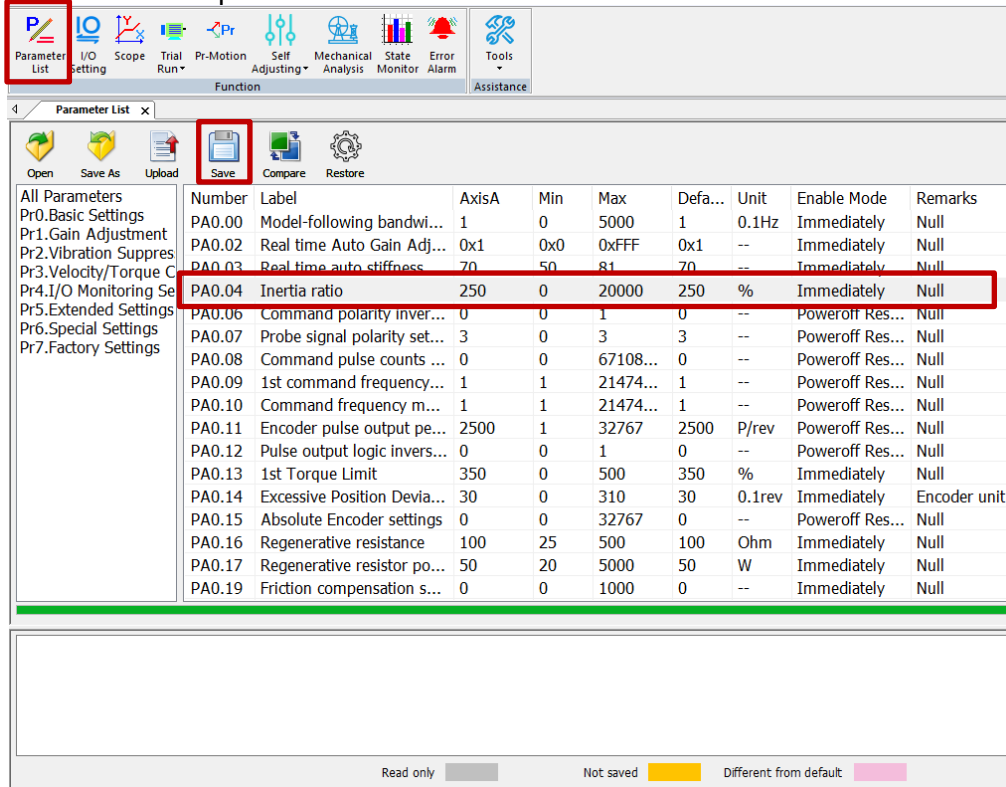 Parameter List
I/O Setting
Scope
Trial Run
Pr-Motion
Self Adjusting
Mechanical Analysis
State Monitor
Error Alarm
Tools
Function
Assistance
Parameter List x
Open
Save As
Upload
Save
Compare
Restore
All Parameters
Pr0.Basic Settings
Pr1.Gain Adjustment
Pr2.Vibration Suppres
Pr3.Velocity/Torque C
Pr4.I/O Monitoring Se
Pr5.Extended Settings
Pr6.Special Settings
Pr7.Factory Settings
Number Label AxisA Min Max Defa... Unit Enable Mode Remarks
PA0.00 Model-following bandwi... 1 0 5000 1 0.1Hz Immediately Null
PA0.02 Real time Auto Gain Adj... 0x1 0x0 0xFFF 0x1 -- Immediately Null
PA0.03 Real time auto stiffness 70 50 81 70 -- Immediately Null
PA0.04 Inertia ratio 250 0 20000 250 % Immediately Null
PA0.06 Command polarity inver... 0 0 1 0 -- Poweroff Res... Null
PA0.07 Probe signal polarity set... 3 0 3 3 -- Poweroff Res... Null
PA0.08 Command pulse counts ... 0 0 67108... 0 -- Poweroff Res... Null
PA0.09 1st command frequency... 1 1 21474... 1 -- Poweroff Res... Null
PA0.10 Command frequency m... 1 1 21474... 1 -- Poweroff Res... Null
PA0.11 Encoder pulse output pe... 2500 1 32767 2500 P/rev Poweroff Res... Null
PA0.12 Pulse output logic invers... 0 0 1 0 -- Poweroff Res... Null
PA0.13 1st Torque Limit 350 0 500 350 % Immediately Null
PA0.14 Excessive Position Devia... 30 0 310 30 0.1rev Immediately Encoder unit
PA0.15 Absolute Encoder settings 0 0 32767 0 -- Poweroff Res... Null
PA0.16 Regenerative resistance 100 25 500 100 Ohm Immediately Null
PA0.17 Regenerative resistor po... 50 20 5000 50 W Immediately Null
PA0.19 Friction compensation s... 0 0 1000 0 -- Immediately Null
Read only Not saved Different from default